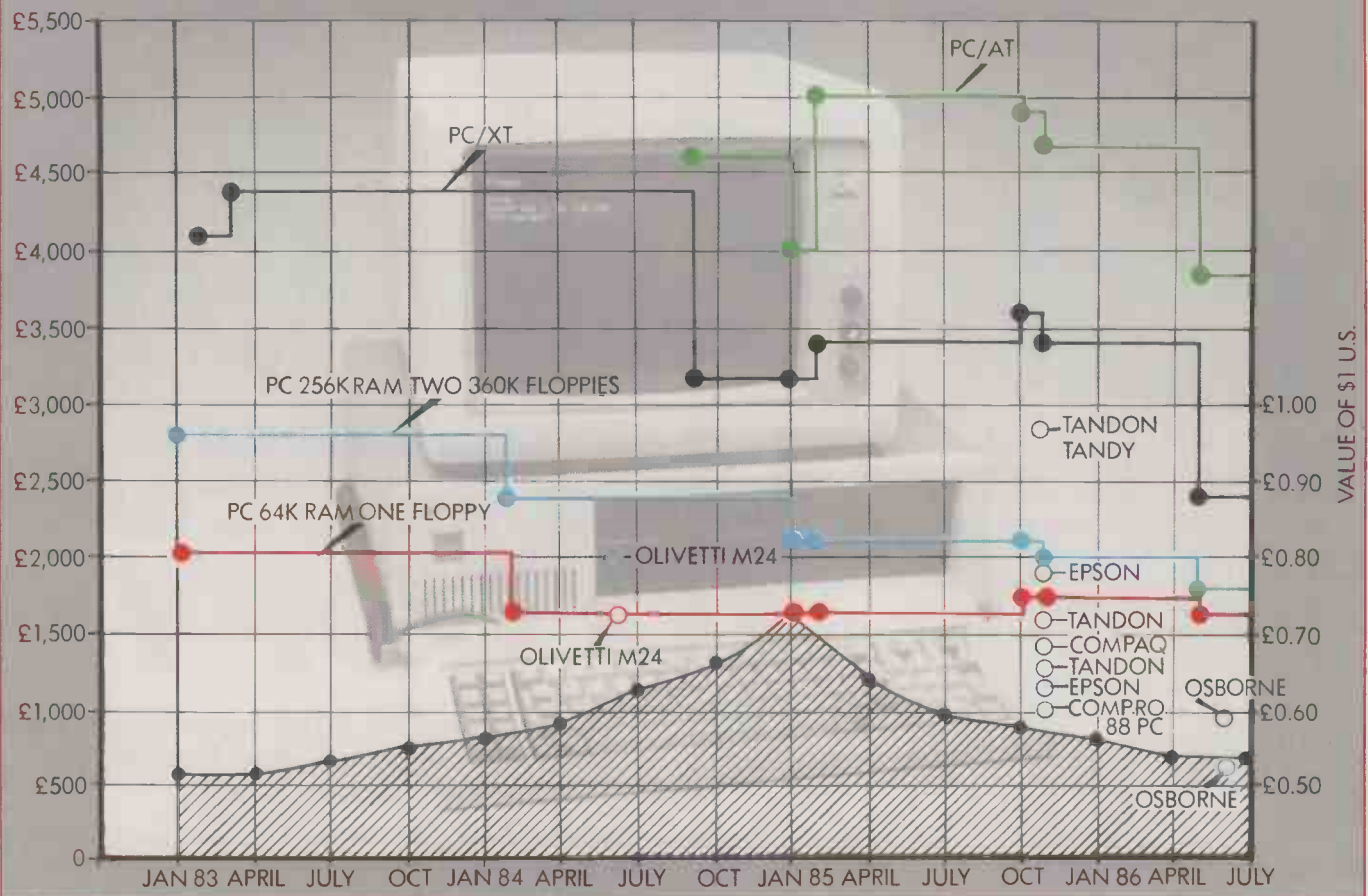 £5,500
£5,000
£4,500
£4,000
£3,500
£3,000
£2,500
£2,000
£1,500
£1,000
£500
0
PC/AT
PC/XT
PC 256K RAM TWO 360K FLOPPIES
PC 64K RAM ONE FLOPPY
OLIVETTI M24
OLIVETTI M24
TANDON
TANDY
EPSON
TANDON
COMPAQ
TANDON
EPSON
COMPRO
88 PC
OSBORNE
OSBORNE
£1.00
£0.90
£0.80
£0.70
£0.60
£0.50
VALUE OF $1 U.S.
JAN 83 APRIL JULY OCT JAN 84 APRIL JULY OCT JAN 85 APRIL JULY OCT JAN 86 APRIL JULY